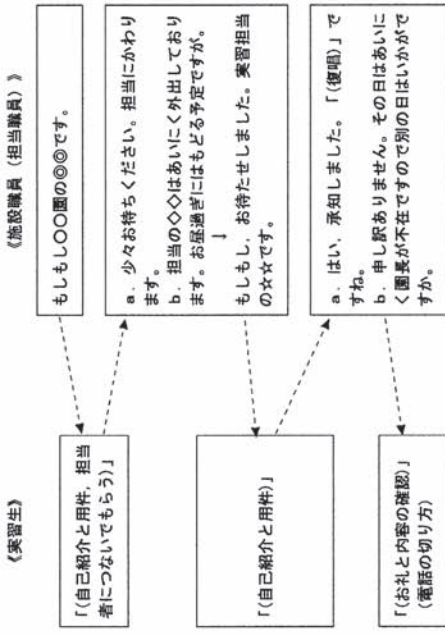 《実習生》
《施設職員（担当職員）》
もしもし〇〇園の◎◎です。
「(自己紹介と用件，担当
者につないでもらう)」
a．少々お待ちください。担当にかわり
ます。
b．担当の◇◇はあいにく外出しており
ます。お昼過ぎにはもどる予定ですが。
↓
もしもし，お待たせしました。実習担当
の☆☆です。
「(自己紹介と用件)」
a．はい，承知しました。「(復唱)」で
すね。
b．申し訳ありません。その日はあいに
く園長が不在ですので別の日はいかがで
すか。
「(お礼と内容の確認)」
(電話の切り方)